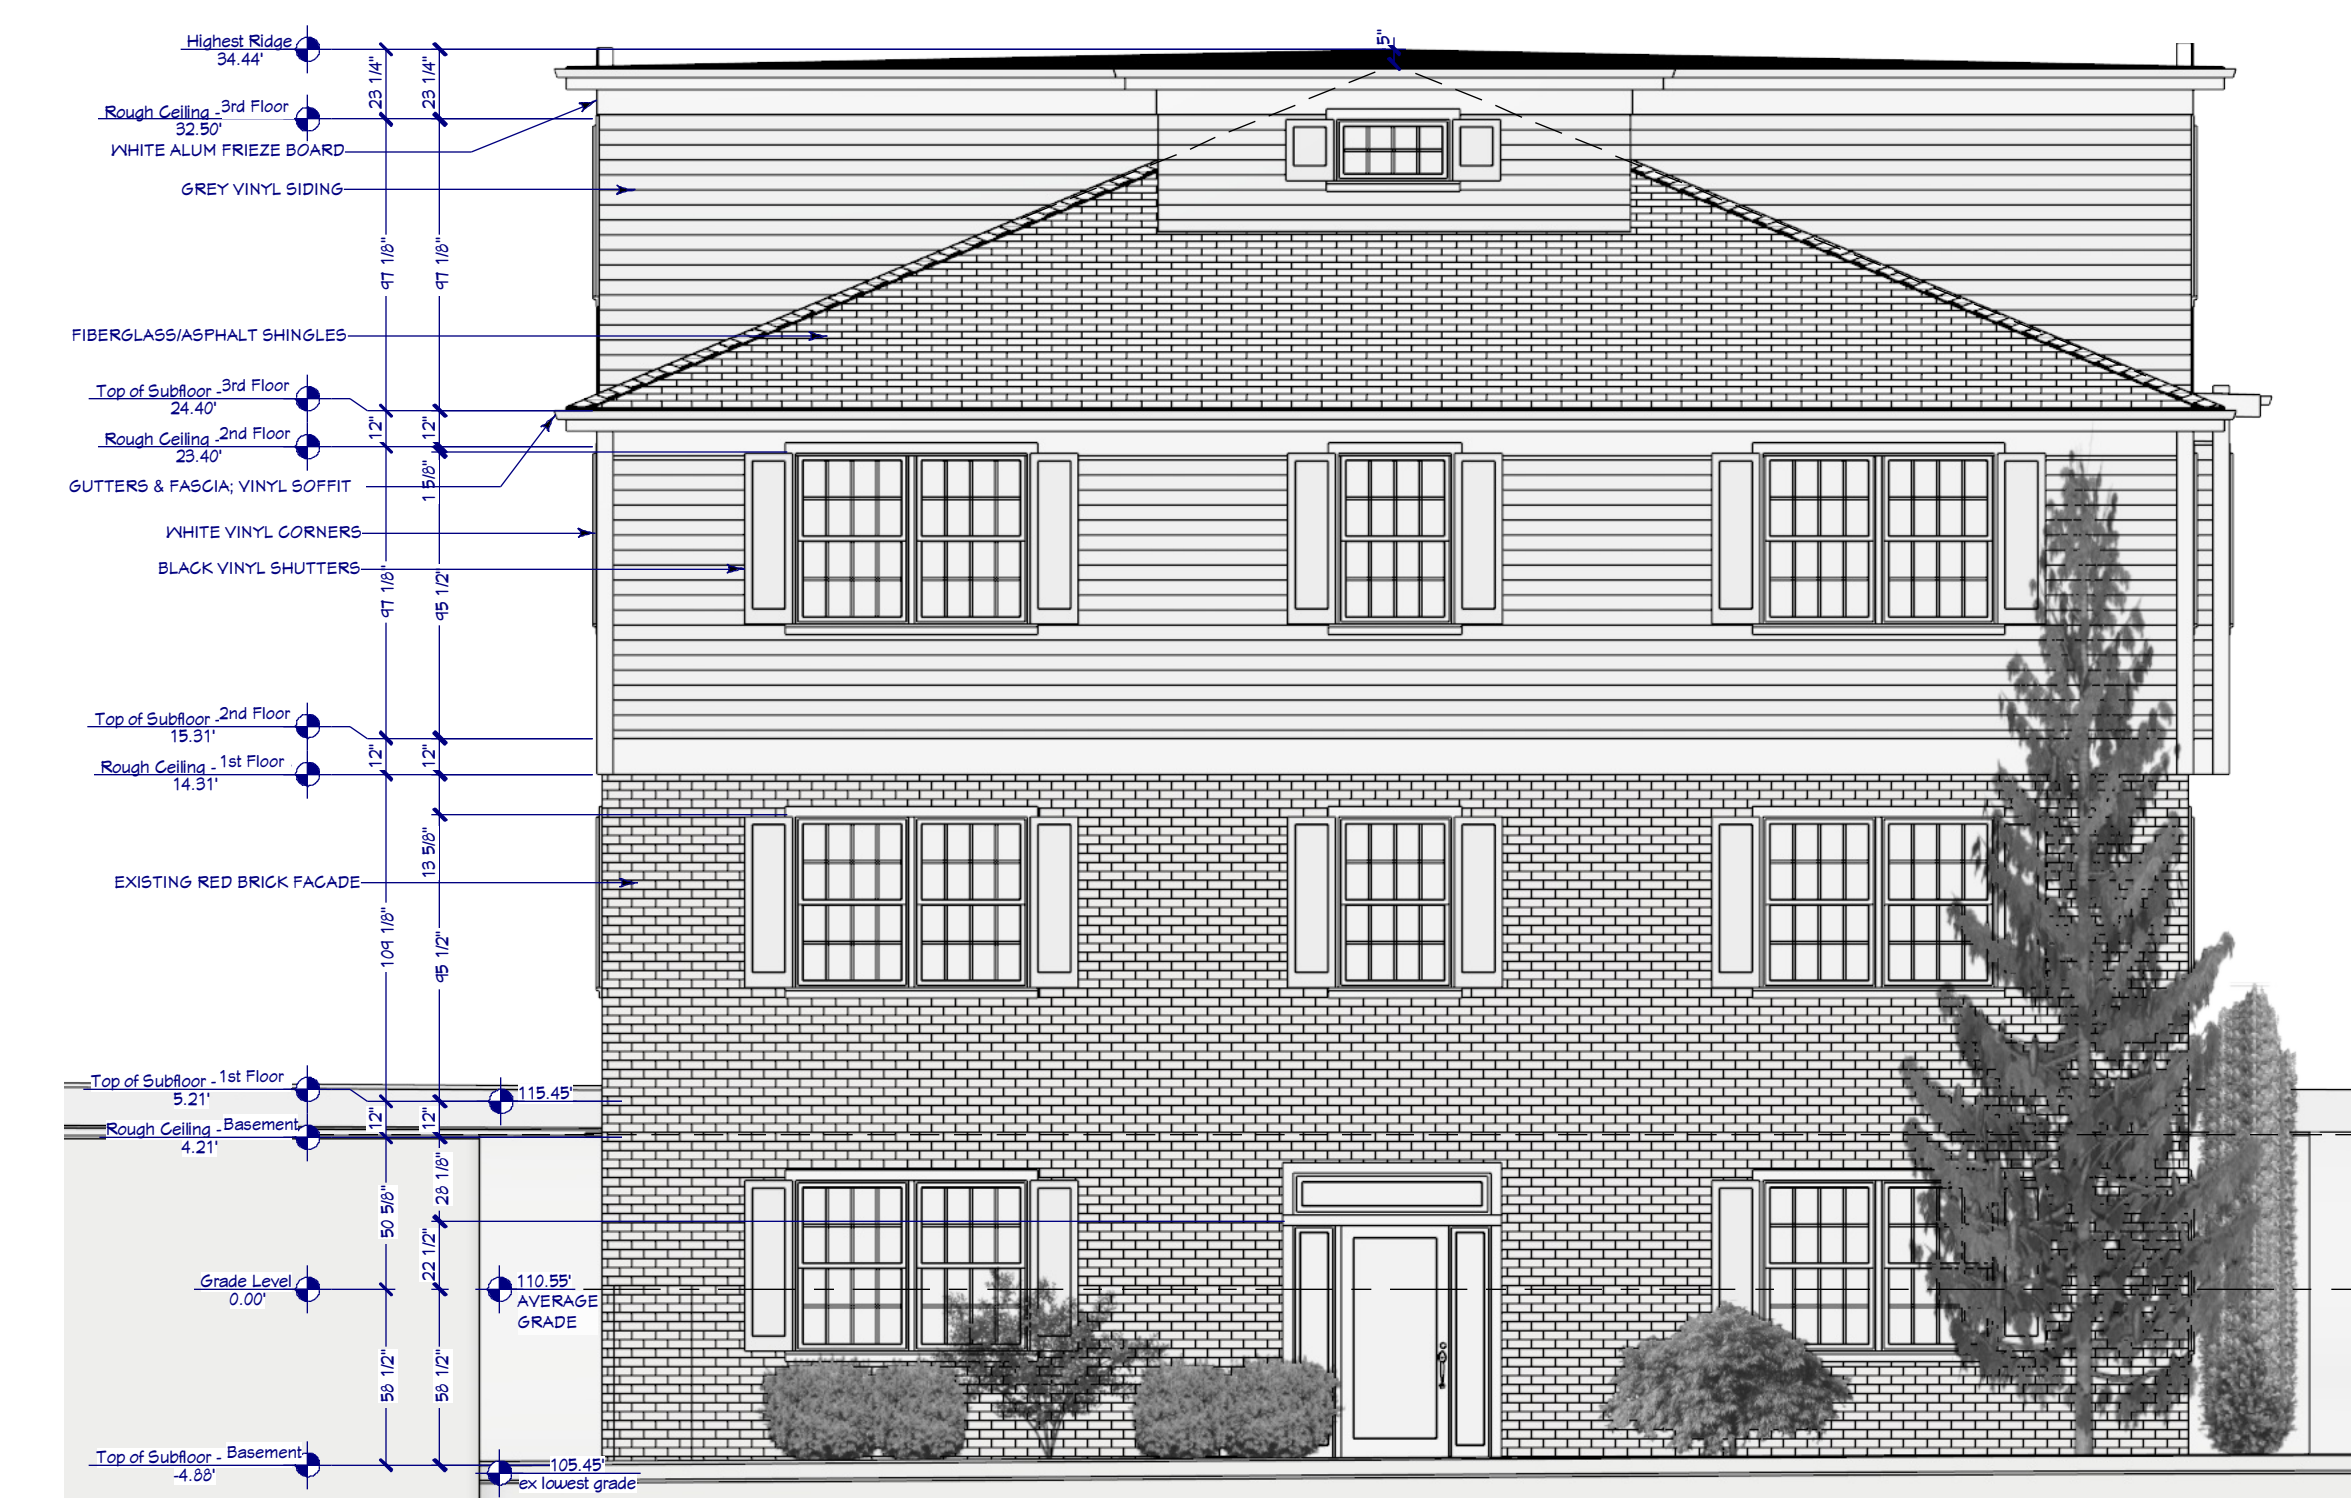 Highest Ridge
34.44'
5"
23 1/4"
23 1/4"
Rough Ceiling - 3rd Floor
32.50'
WHITE ALUM FRIEZE BOARD
GREY VINYL SIDING
97 1/8"
97 1/8"
FIBERGLASS/ASPHALT SHINGLES
Top of Subfloor - 3rd Floor
24.40'
12"
12"
Rough Ceiling - 2nd Floor
23.40'
1 5/8"
GUTTERS & FASCIA; VINYL SOFFIT
WHITE VINYL CORNERS
BLACK VINYL SHUTTERS
97 1/8"
95 1/2"
Top of Subfloor - 2nd Floor
15.31'
12"
12"
Rough Ceiling - 1st Floor
14.31'
13 5/8"
EXISTING RED BRICK FACADE
109 1/8"
95 1/2"
Top of Subfloor - 1st Floor
5.21'
115.45'
12"
12"
Rough Ceiling - Basement
4.21'
28 1/8"
50 5/8"
22 1/2"
Grade Level
0.00'
110.55'
AVERAGE
GRADE
58 1/2"
58 1/2"
Top of Subfloor - Basement
-4.88'
105.45'
ex lowest grade